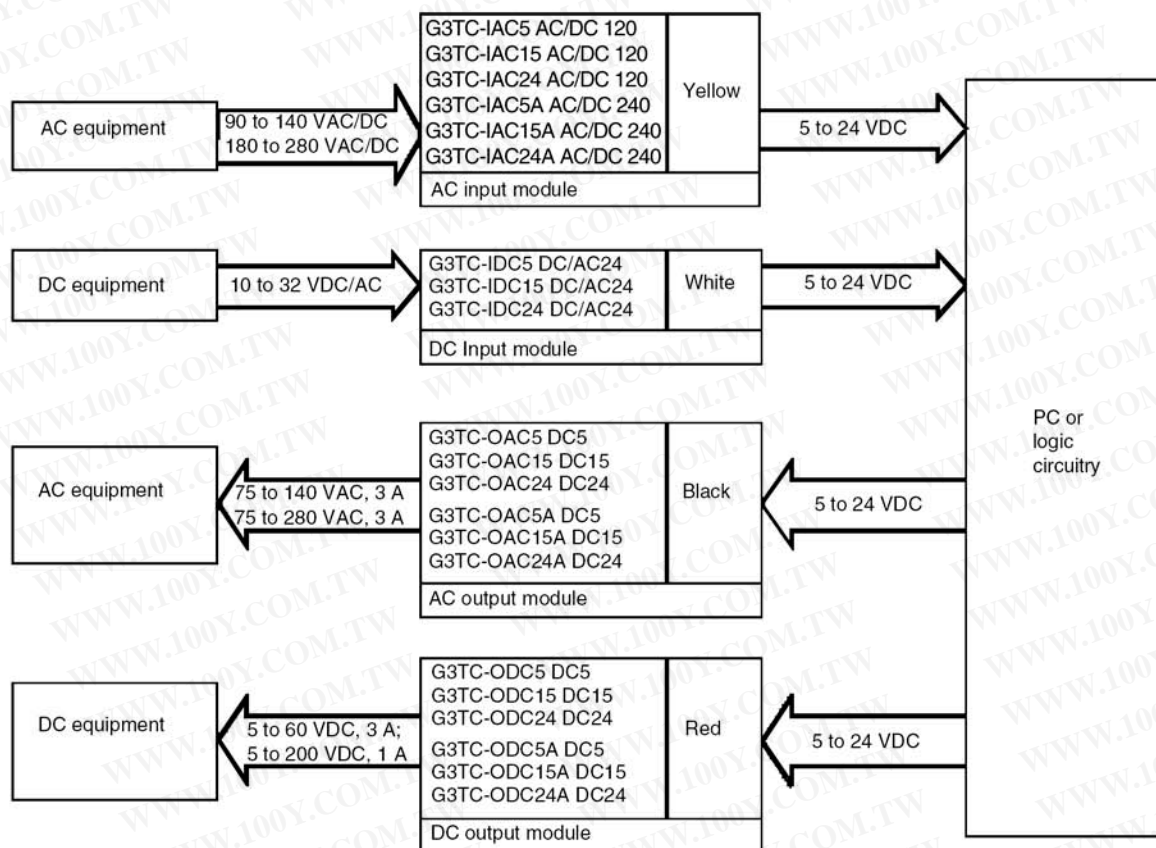 G3TC-IAC5 AC/DC 120
G3TC-IAC15 AC/DC 120
G3TC-IAC24 AC/DC 120
G3TC-IAC5A AC/DC 240
G3TC-IAC15A AC/DC 240
G3TC-IAC24A AC/DC 240
Yellow
AC input module
AC equipment
90 to 140 VAC/DC
180 to 280 VAC/DC
5 to 24 VDC
DC equipment
10 to 32 VDC/AC
G3TC-IDC5 DC/AC24
G3TC-IDC15 DC/AC24
G3TC-IDC24 DC/AC24
White
DC Input module
5 to 24 VDC
AC equipment
75 to 140 VAC, 3 A
75 to 280 VAC, 3 A
G3TC-OAC5 DC5
G3TC-OAC15 DC15
G3TC-OAC24 DC24
G3TC-OAC5A DC5
G3TC-OAC15A DC15
G3TC-OAC24A DC24
Black
AC output module
5 to 24 VDC
DC equipment
5 to 60 VDC, 3 A;
5 to 200 VDC, 1 A
G3TC-ODC5 DC5
G3TC-ODC15 DC15
G3TC-ODC24 DC24
G3TC-ODC5A DC5
G3TC-ODC15A DC15
G3TC-ODC24A DC24
Red
DC output module
5 to 24 VDC
PC or
logic
circuitry
WWW.100Y.COM.TW